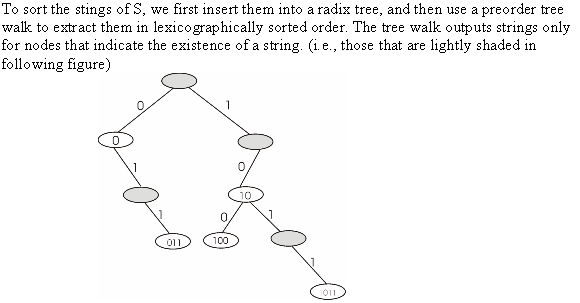 To sort the stings of S, we first insert them into a radix tree, and then use a preorder tree
walk to extract them in lexicographically sorted order. The tree walk outputs strings only
for nodes that indicate the existence of a string. (i.e., those that are lightly shaded in
following figure)
0 1
0
1 0
10
1 0 1
011 100
1
1011